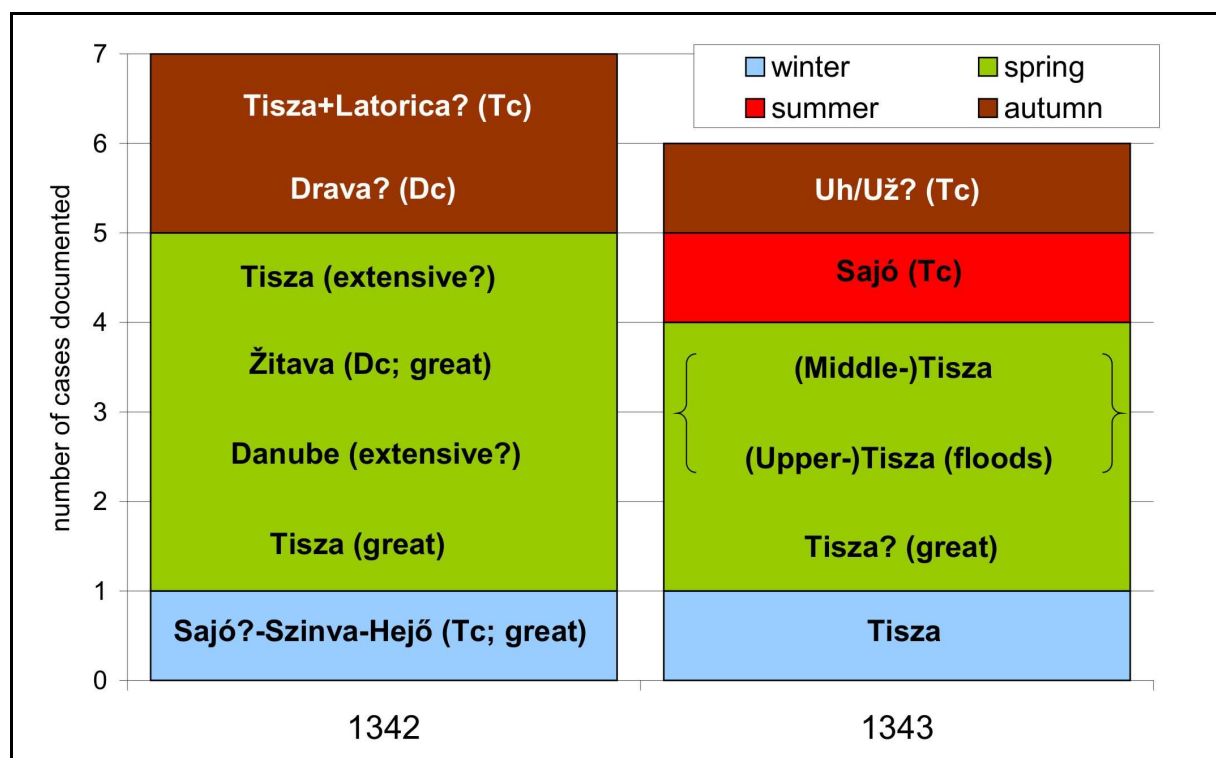 7
6
5
4
3
2
1
0
number of cases documented
winter
spring
summer
autumn
Tisza+Latorica? (Tc)
Drava? (Dc)
Tisza (extensive?)
Žitava (Dc; great)
Danube (extensive?)
Tisza (great)
Sajó?-Szinva-Hejő (Tc; great)
Uh/Už? (Tc)
Sajó (Tc)
(Middle-)Tisza
(Upper-)Tisza (floods)
Tisza? (great)
Tisza
1342
1343